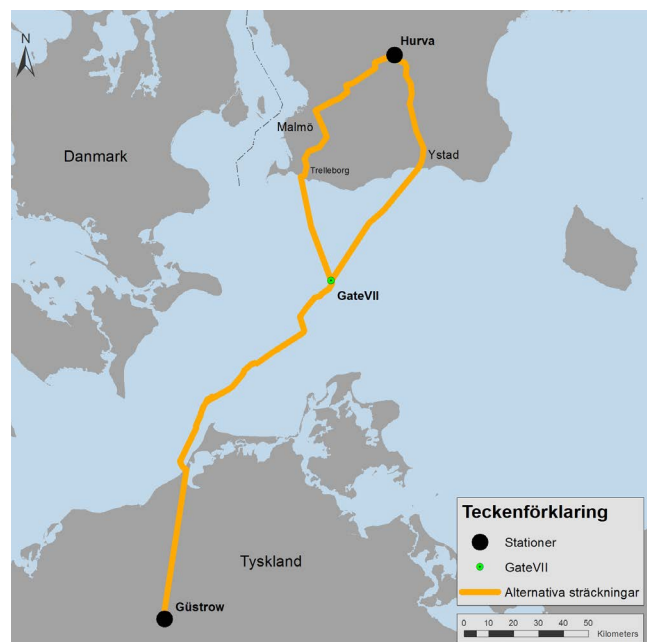 N
Hurva
Malmö
Danmark
Ystad
Trelleborg
GateVII
Teckenförklaring
Stationer
GateVII
Alternativa sträckningar
Tyskland
Güstrow
0 10 20 30 40 50
Kilometers